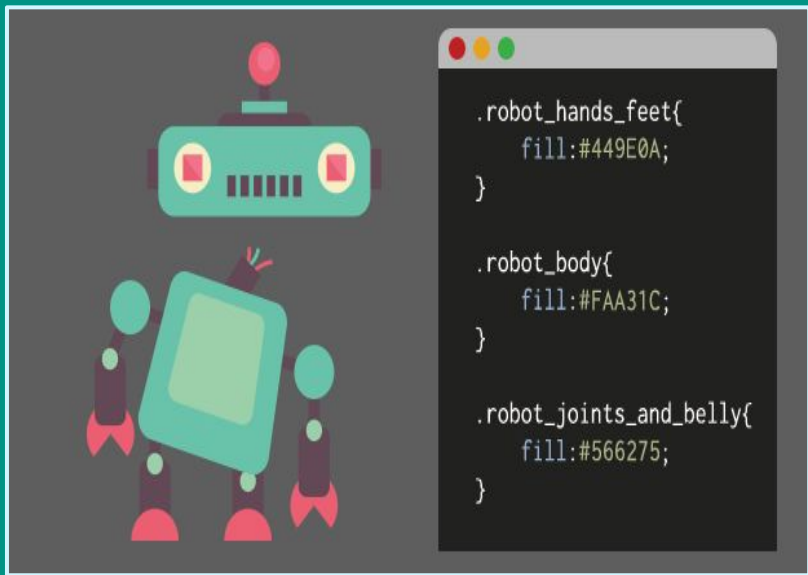 .robot_hands_feet{
fill:#449E0A;
}
.robot_body{
fill:#FAA31C;
}
.robot_joints_and_belly{
fill:#566275;
}